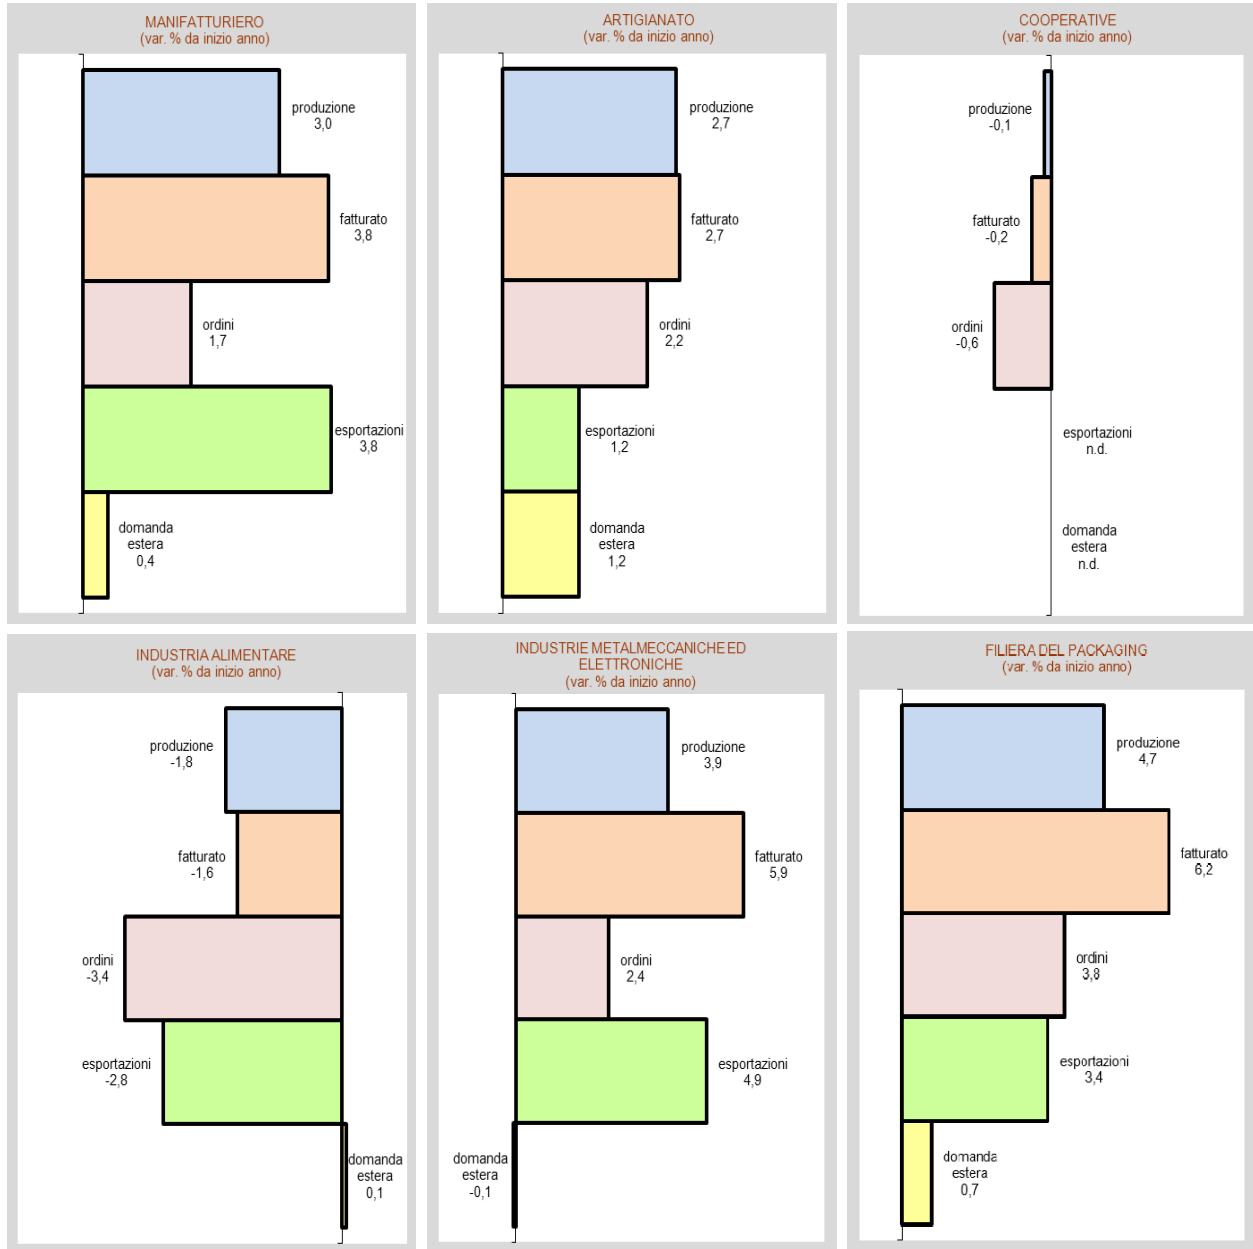 MANIFATTURIERO
(var. % da inizio anno)
produzione
3,0
fatturato
3,8
ordini
1,7
esportazioni
3,8
domanda
estera
0,4
ARTIGIANATO
(var. % da inizio anno)
produzione
2,7
fatturato
2,7
ordini
2,2
esportazioni
1,2
domanda
estera
1,2
COOPERATIVE
(var. % da inizio anno)
produzione
-0,1
fatturato
-0,2
ordini
-0,6
esportazioni
n.d.
domanda
estera
n.d.
INDUSTRIA ALIMENTARE
(var. % da inizio anno)
produzione
-1,8
fatturato
-1,6
ordini
-3,4
esportazioni
-2,8
domanda
estera
0,1
INDUSTRIE METALMECCANICHE ED
ELETTRONICHE
(var. % da inizio anno)
produzione
3,9
fatturato
5,9
ordini
2,4
esportazioni
4,9
domanda
estera
-0,1
FILIERA DEL PACKAGING
(var. % da inizio anno)
produzione
4,7
fatturato
6,2
ordini
3,8
esportazioni
3,4
domanda
estera
0,7